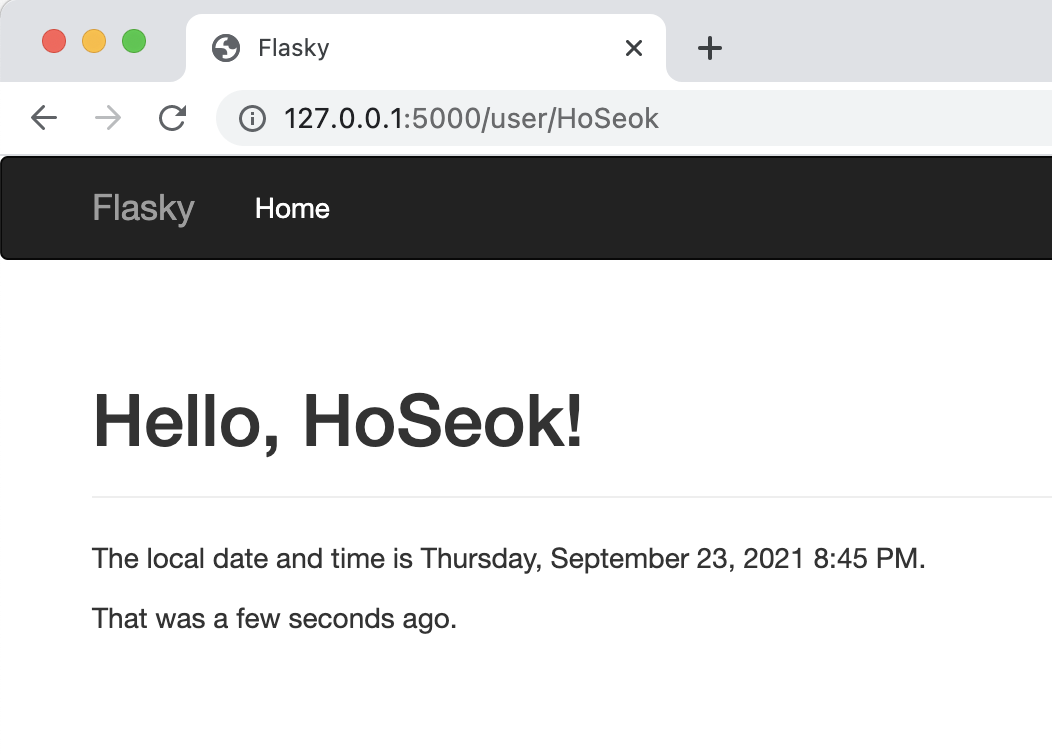 Flasky
127.0.0.1:5000/user/HoSeok
Flasky Home
Hello, HoSeok!
The local date and time is Thursday, September 23, 2021 8:45 PM.
That was a few seconds ago.